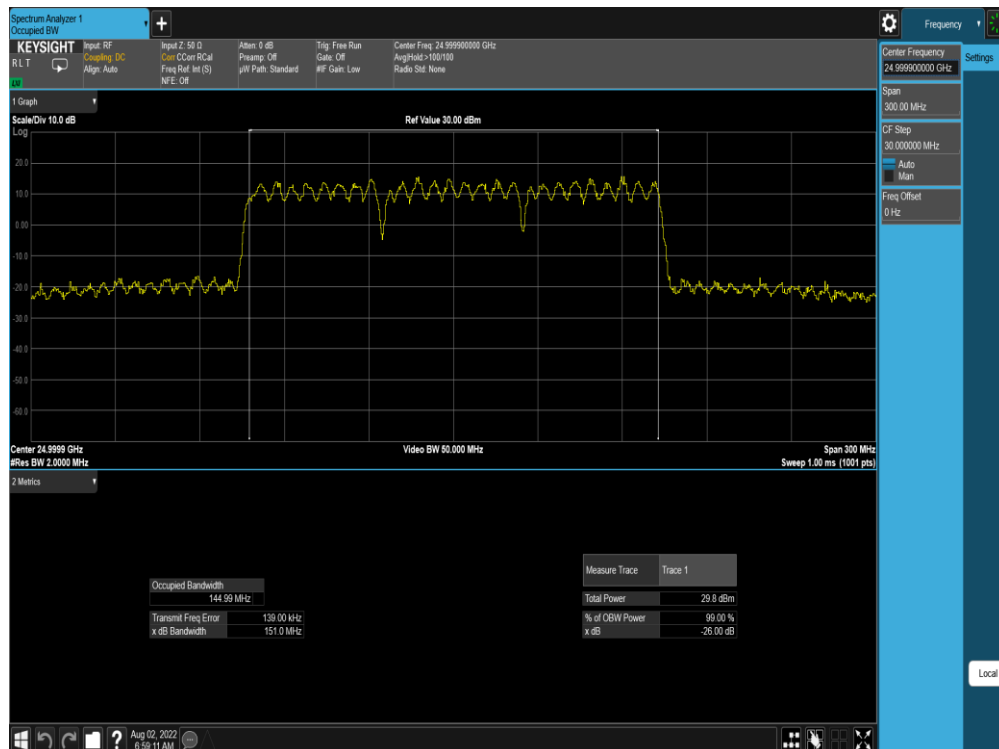 Spectrum Analyzer 1
Occupied BW
+
Frequency
KEYSIGHT
R L T
LXI
Input: RF
Coupling: DC
Align: Auto
Input Z: 50 Ω
Corr CCorr RCal
Freq Ref: Int (S)
NFE: Off
Atten: 0 dB
Preamp: Off
µW Path: Standard
Trig: Free Run
Gate: Off
#IF Gain: Low
Center Freq: 24.999900000 GHz
Avg|Hold:>100/100
Radio Std: None
Center Frequency
24.999900000 GHz
Settings
Span
300.00 MHz
CF Step
30.000000 MHz
Auto
Man
Freq Offset
0 Hz
1 Graph
Scale/Div 10.0 dB
Ref Value 30.00 dBm
Log
20.0
10.0
0.00
-10.0
-20.0
-30.0
-40.0
-50.0
-60.0
Center 24.9999 GHz
Video BW 50.000 MHz
Span 300 MHz
#Res BW 2.0000 MHz
Sweep 1.00 ms (1001 pts)
2 Metrics
Occupied Bandwidth
144.99 MHz
Transmit Freq Error 139.00 kHz
x dB Bandwidth 151.0 MHz
Measure Trace Trace 1
Total Power 29.8 dBm
% of OBW Power 99.00 %
x dB -26.00 dB
Local
?
Aug 02, 2022
6:59:11 AM